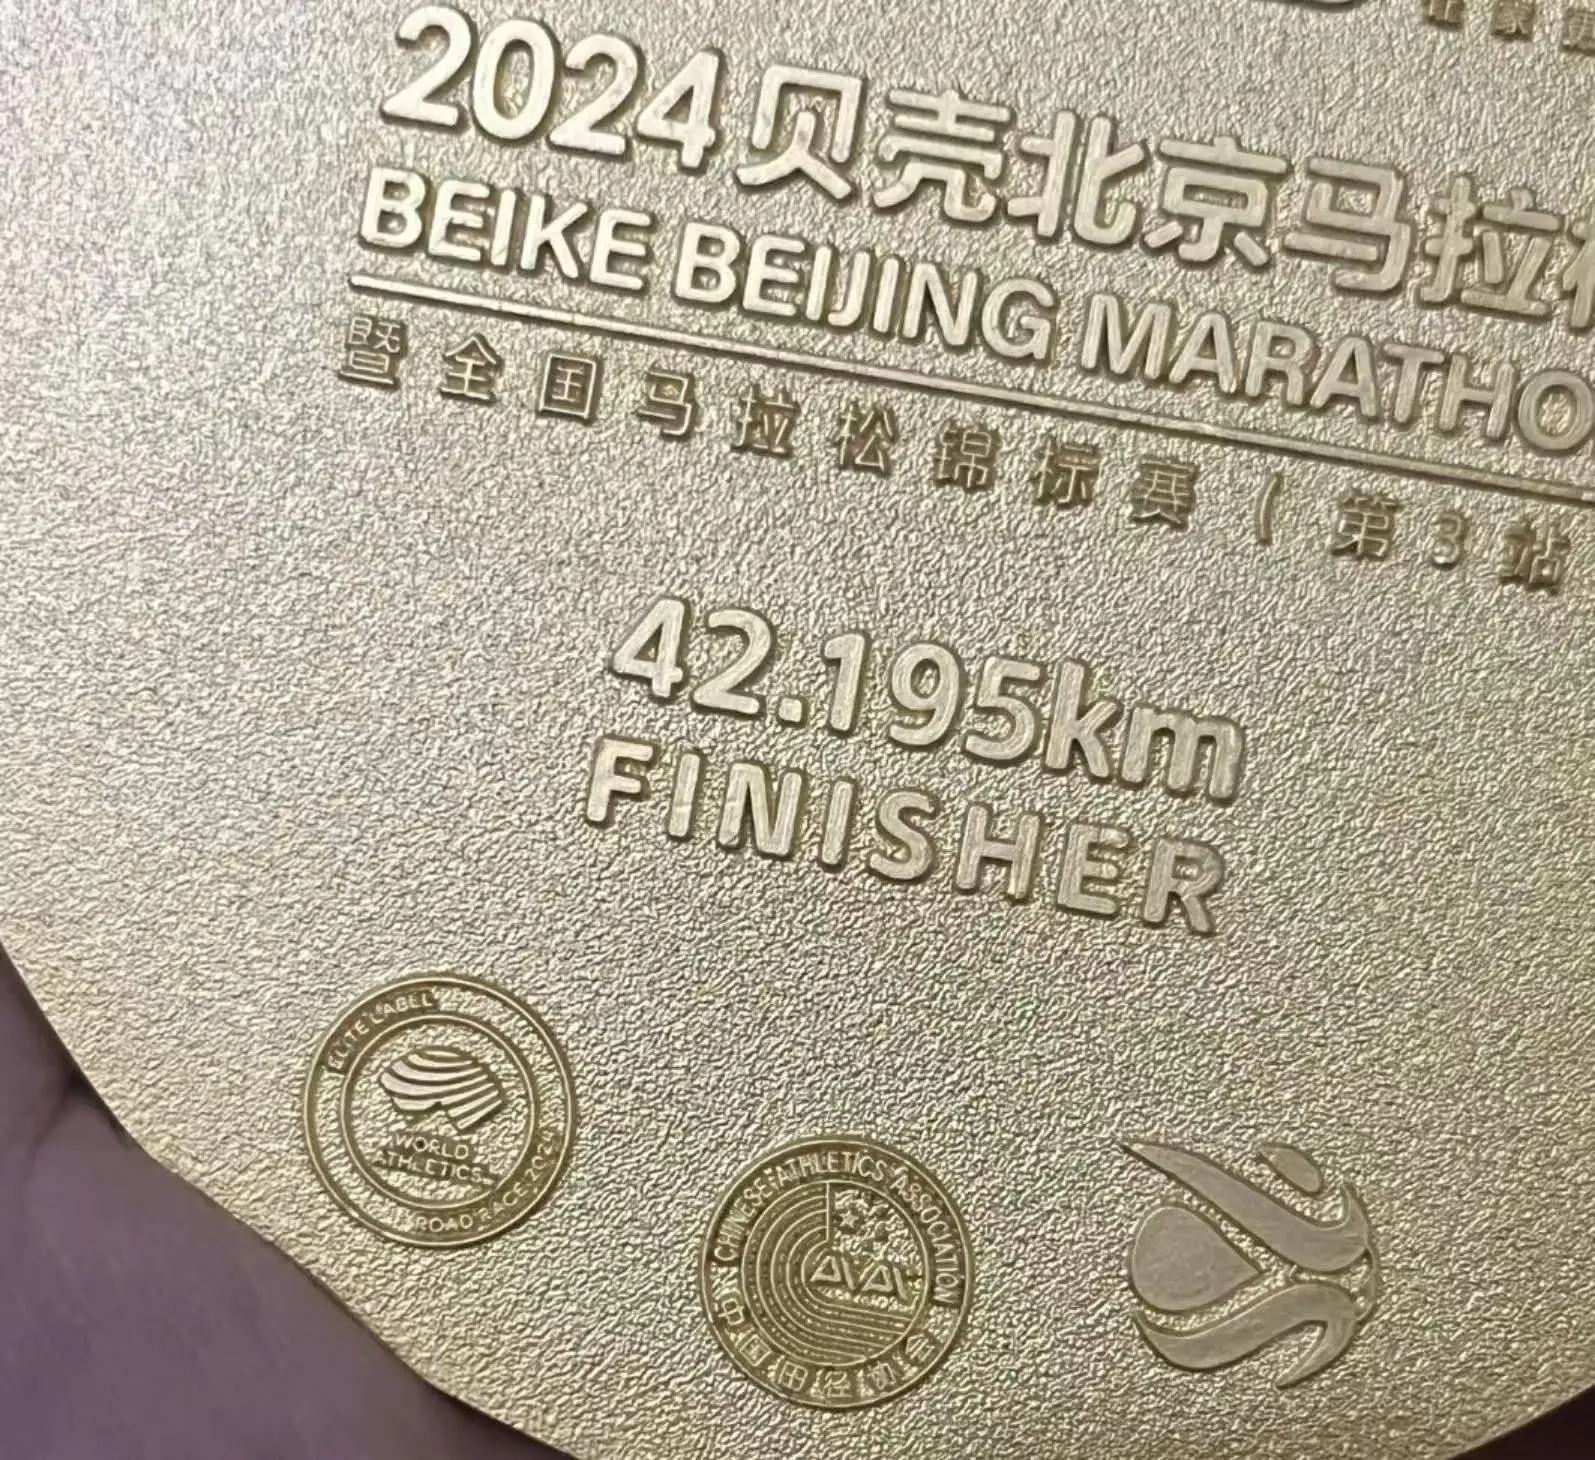 2024贝壳北京马拉
BEIKE BEIJING MARATHO
暨全国马拉松锦标赛(第3站
42.195km
FINISHER
ELITE LABEL
WORLD
ATHLETICS
ROAD RACE 2024
CHINESE ATHLETICS ASSOCIATION
中国田径协会